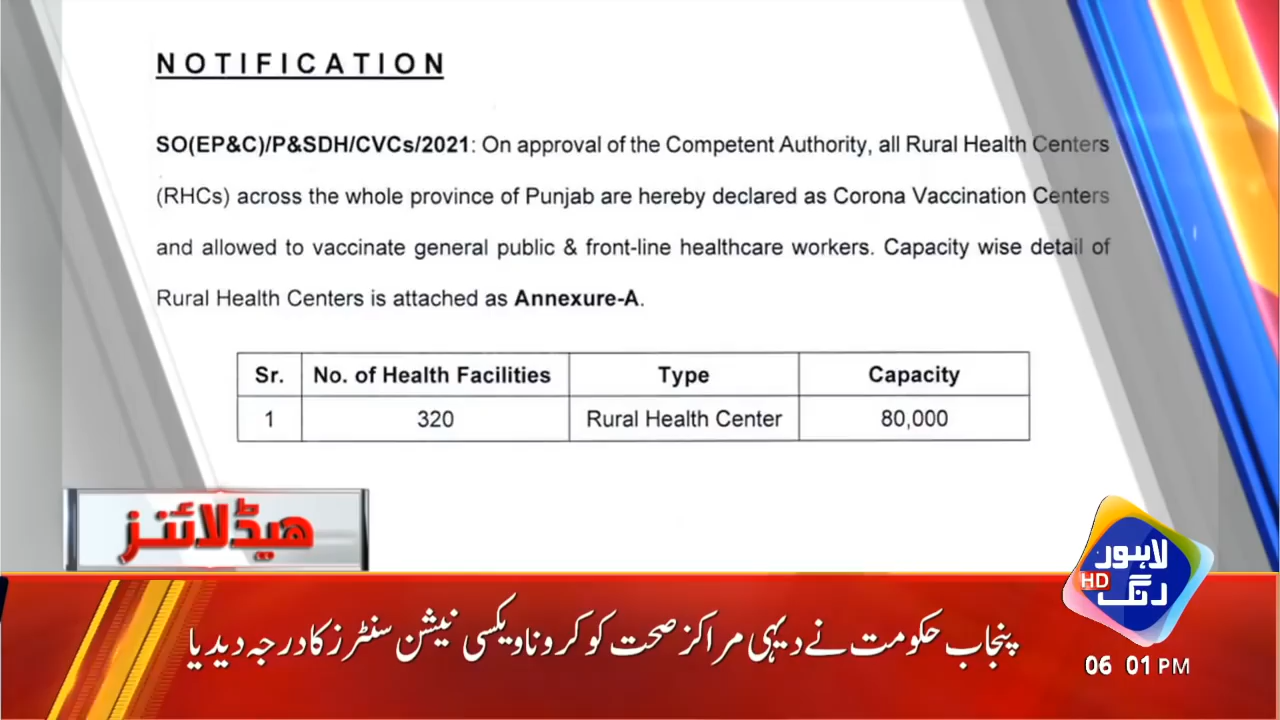 NOTIFICATION
SO(EP&C)/P&SDH/CVCs/2021: On approval of the Competent Authority, all Rural Health Centers
(RHCs) across the whole province of Punjab are hereby declared as Corona Vaccination Centers
and allowed to vaccinate general public & front-line healthcare workers. Capacity wise detail of
Rural Health Centers is attached as Annexure-A.
Sr. No. of Health Facilities Type Capacity
1 320 Rural Health Center 80,000
ھیڈلائنز
لاہور
HD رنگ
پنجاب حکومت نے دیہی مراکز صحت کو کرونا ویکسی نیشن سنٹرز کا درجہ دیدیا
06 01 PM